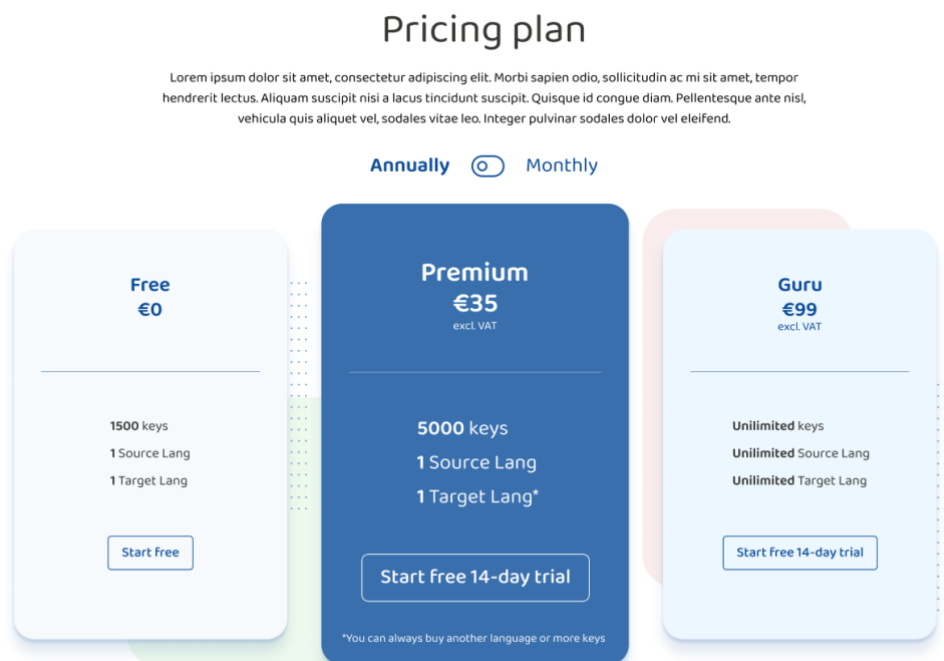 Pricing plan
Lorem ipsum dolor sit amet, consectetur adipiscing elit. Morbi sapien odio, sollicitudin ac mi sit amet, tempor
hendrerit lectus. Aliquam suscipit nisi a lacus tincidunt suscipit. Quisque id congue diam. Pellentesque ante nisl,
vehicula quis aliquet vel, sodales vitae leo. Integer pulvinar sodales dolor vel eleifend.
Annually Monthly
Free
€0
1500 keys
1 Source Lang
1 Target Lang
Start free
Premium
€35
excl. VAT
5000 keys
1 Source Lang
1 Target Lang*
Start free 14-day trial
*You can always buy another language or more keys
Guru
€99
excl. VAT
Unilimited keys
Unilimited Source Lang
Unilimited Target Lang
Start free 14-day trial